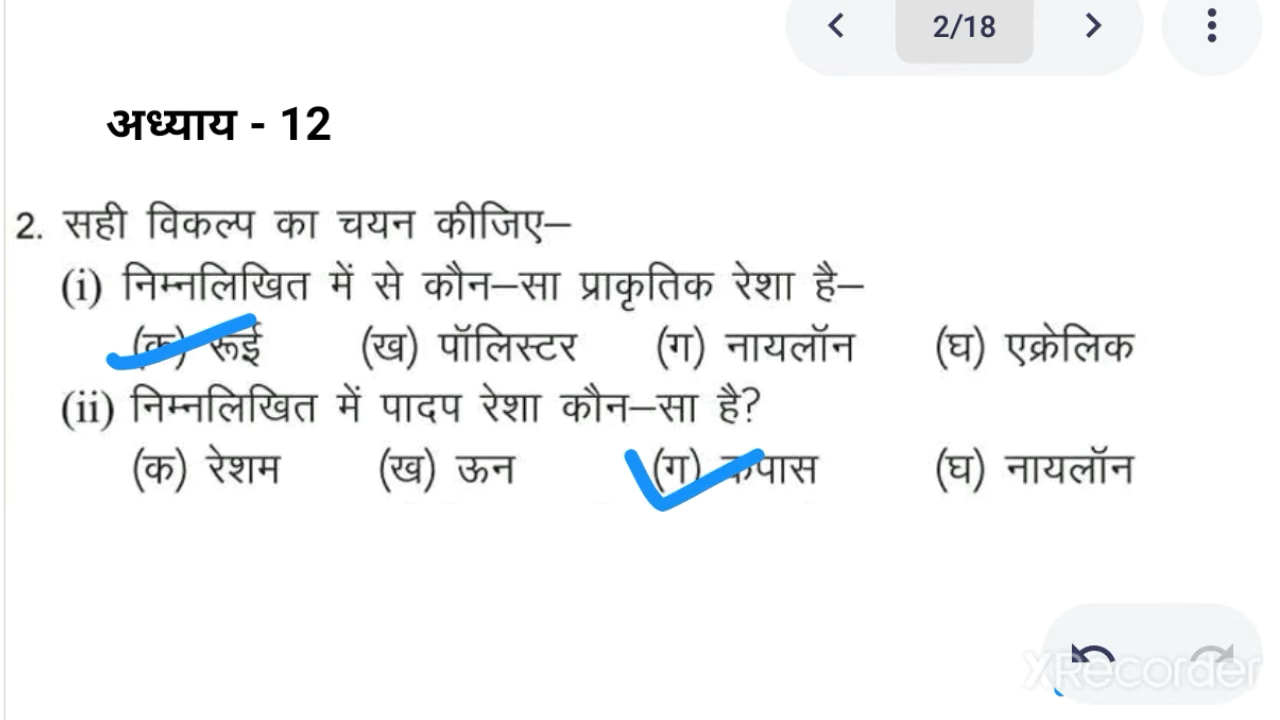 2/18
अध्याय - 12
2. सही विकल्प का चयन कीजिए–
(i) निम्नलिखित में से कौन–सा प्राकृतिक रेशा है–
(क) रूई (ख) पॉलिस्टर (ग) नायलॉन (घ) एक्रेलिक
(ii) निम्नलिखित में पादप रेशा कौन–सा है?
(क) रेशम (ख) ऊन (ग) कपास (घ) नायलॉन
XRecorder